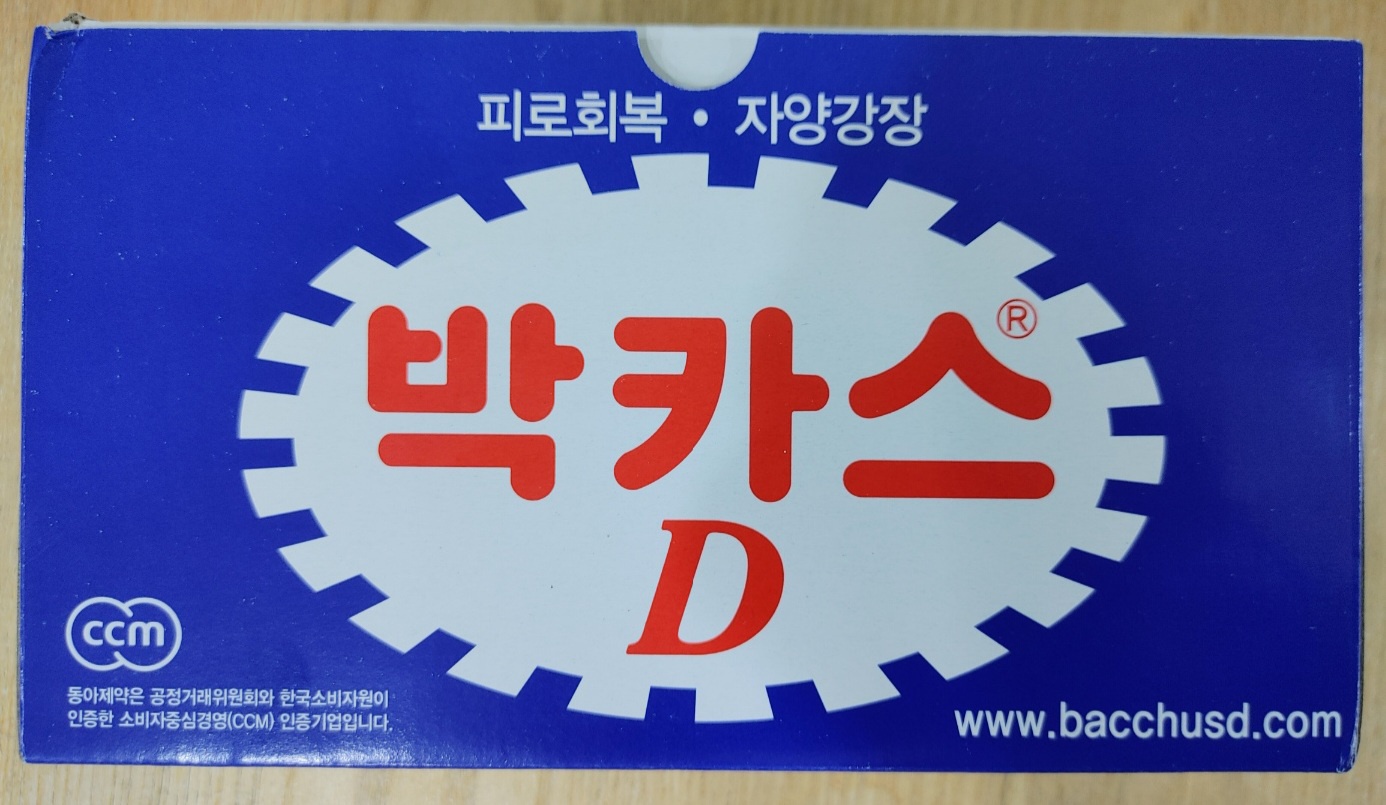 피로회복 • 자양강장
박카스®
D
ccm
동아제약은 공정거래위원회와 한국소비자원이
인증한 소비자중심경영(CCM) 인증기업입니다.
www.bacchusd.com